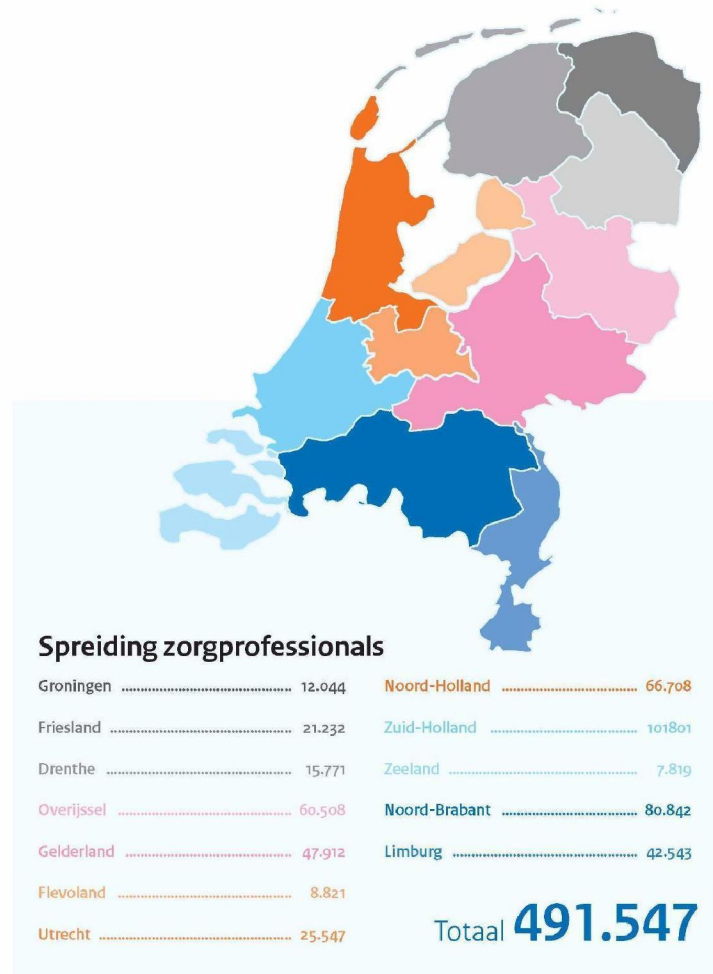 Spreiding zorgprofessionals
Groningen 12.044
Friesland 21.232
Drenthe 15.771
Overijssel 60.508
Gelderland 47.912
Flevoland 8.821
Utrecht 25.547
Noord-Holland 66.708
Zuid-Holland 101801
Zeeland 7.819
Noord-Brabant 80.842
Limburg 42.543
Totaal 491.547